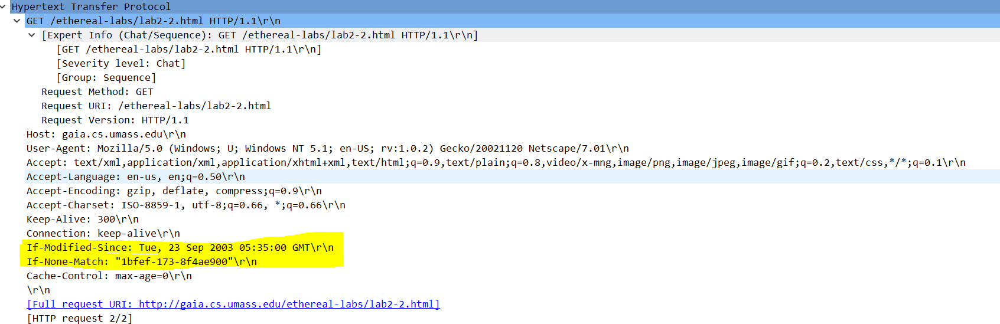 Hypertext Transfer Protocol
GET /ethereal-labs/lab2-2.html HTTP/1.1\r\n
[Expert Info (Chat/Sequence): GET /ethereal-labs/lab2-2.html HTTP/1.1\r\n]
[GET /ethereal-labs/lab2-2.html HTTP/1.1\r\n]
[Severity level: Chat]
[Group: Sequence]
Request Method: GET
Request URI: /ethereal-labs/lab2-2.html
Request Version: HTTP/1.1
Host: gaia.cs.umass.edu\r\n
User-Agent: Mozilla/5.0 (Windows; U; Windows NT 5.1; en-US; rv:1.0.2) Gecko/20021120 Netscape/7.01\r\n
Accept: text/xml,application/xml,application/xhtml+xml,text/html;q=0.9,text/plain;q=0.8,video/x-mng,image/png,image/jpeg,image/gif;q=0.2,text/css,*/*;q=0.1\r\n
Accept-Language: en-us, en;q=0.50\r\n
Accept-Encoding: gzip, deflate, compress;q=0.9\r\n
Accept-Charset: ISO-8859-1, utf-8;q=0.66, *;q=0.66\r\n
Keep-Alive: 300\r\n
Connection: keep-alive\r\n
If-Modified-Since: Tue, 23 Sep 2003 05:35:00 GMT\r\n
If-None-Match: "1bfef-173-8f4ae900"\r\n
Cache-Control: max-age=0\r\n
\r\n
[Full request URI: http://gaia.cs.umass.edu/ethereal-labs/lab2-2.html]
[HTTP request 2/2]